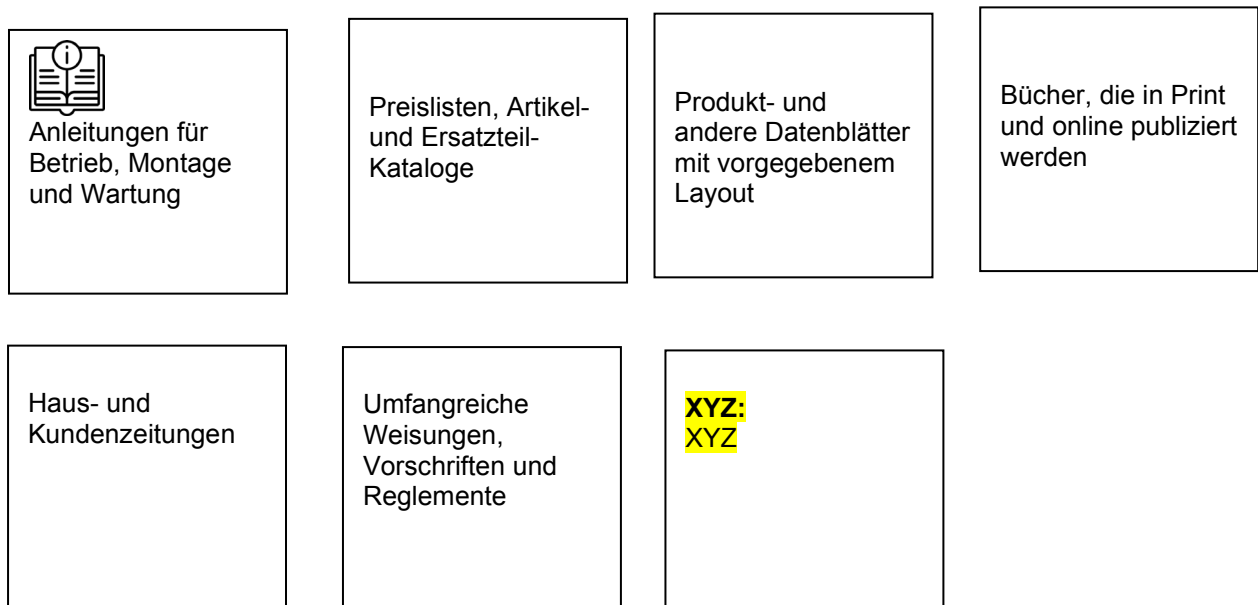 Anleitungen für
Betrieb, Montage
und Wartung
Preislisten, Artikel-
und Ersatzteil-
Kataloge
Produkt- und
andere Datenblätter
mit vorgegebenem
Layout
Bücher, die in Print
und online publiziert
werden
Haus- und
Kundenzeitungen
Umfangreiche
Weisungen,
Vorschriften und
Reglemente
XYZ:
XYZ